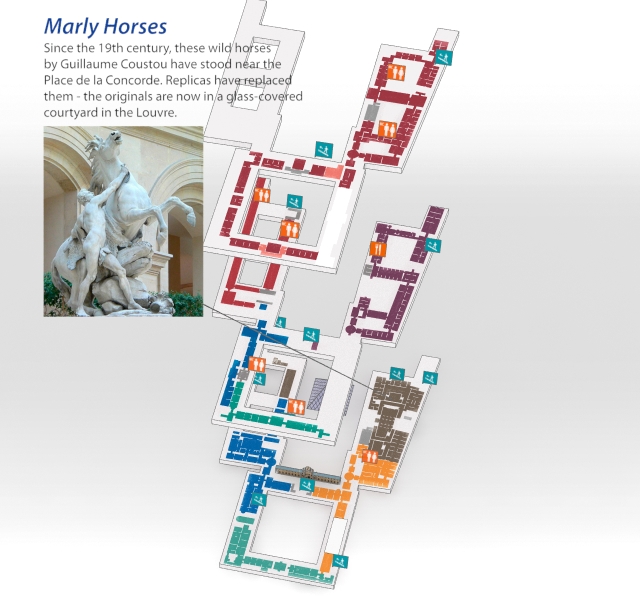 Marly Horses
Since the 19th century, these wild horses
by Guillaume Coustou have stood near the
Place de la Concorde. Replicas have replaced
them - the originals are now in a glass-covered
courtyard in the Louvre.